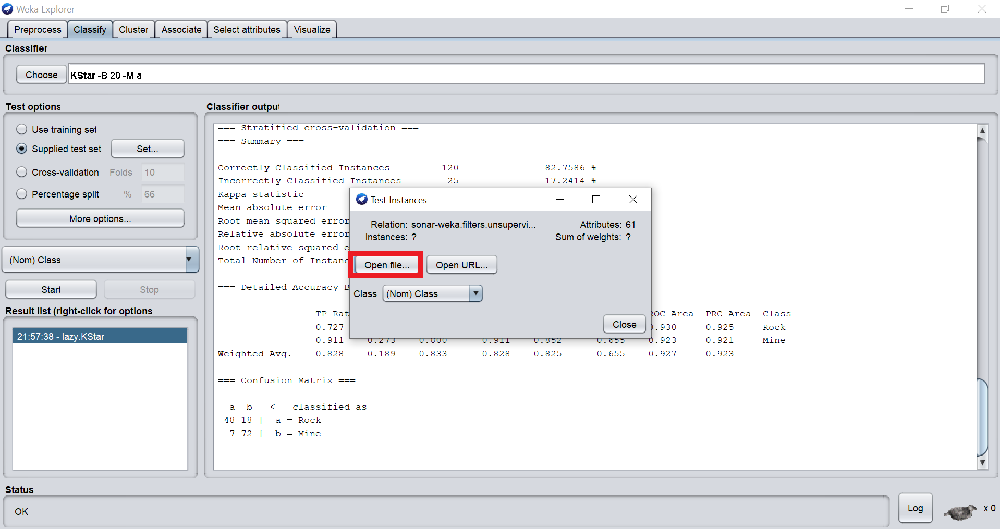 Weka Explorer
Preprocess Classify Cluster Associate Select attributes Visualize
Classifier
Choose KStar -B 20 -M a
Test options
Use training set
Supplied test set Set...
Cross-validation Folds 10
Percentage split % 66
More options...
(Nom) Class
Start Stop
Result list (right-click for options
21:57:38 - lazy.KStar
Classifier output
=== Stratified cross-validation ===
=== Summary ===
Correctly Classified Instances 120 82.7586 %
Incorrectly Classified Instances 25 17.2414 %
Kappa statistic
Mean absolute error
Root mean squared error
Relative absolute error
Root relative squared e
Total Number of Instanc
=== Detailed Accuracy B
TP Rat ROC Area PRC Area Class
0.727 0.930 0.925 Rock
0.911 0.273 0.800 0.911 0.852 0.655 0.923 0.921 Mine
Weighted Avg. 0.828 0.189 0.833 0.828 0.825 0.655 0.927 0.923
=== Confusion Matrix ===
a b <-- classified as
48 18 | a = Rock
7 72 | b = Mine
Test Instances
Relation: sonar-weka.filters.unsupervi... Attributes: 61
Instances: ? Sum of weights: ?
Open file... Open URL...
Class (Nom) Class
Close
Status
OK
Log x 0